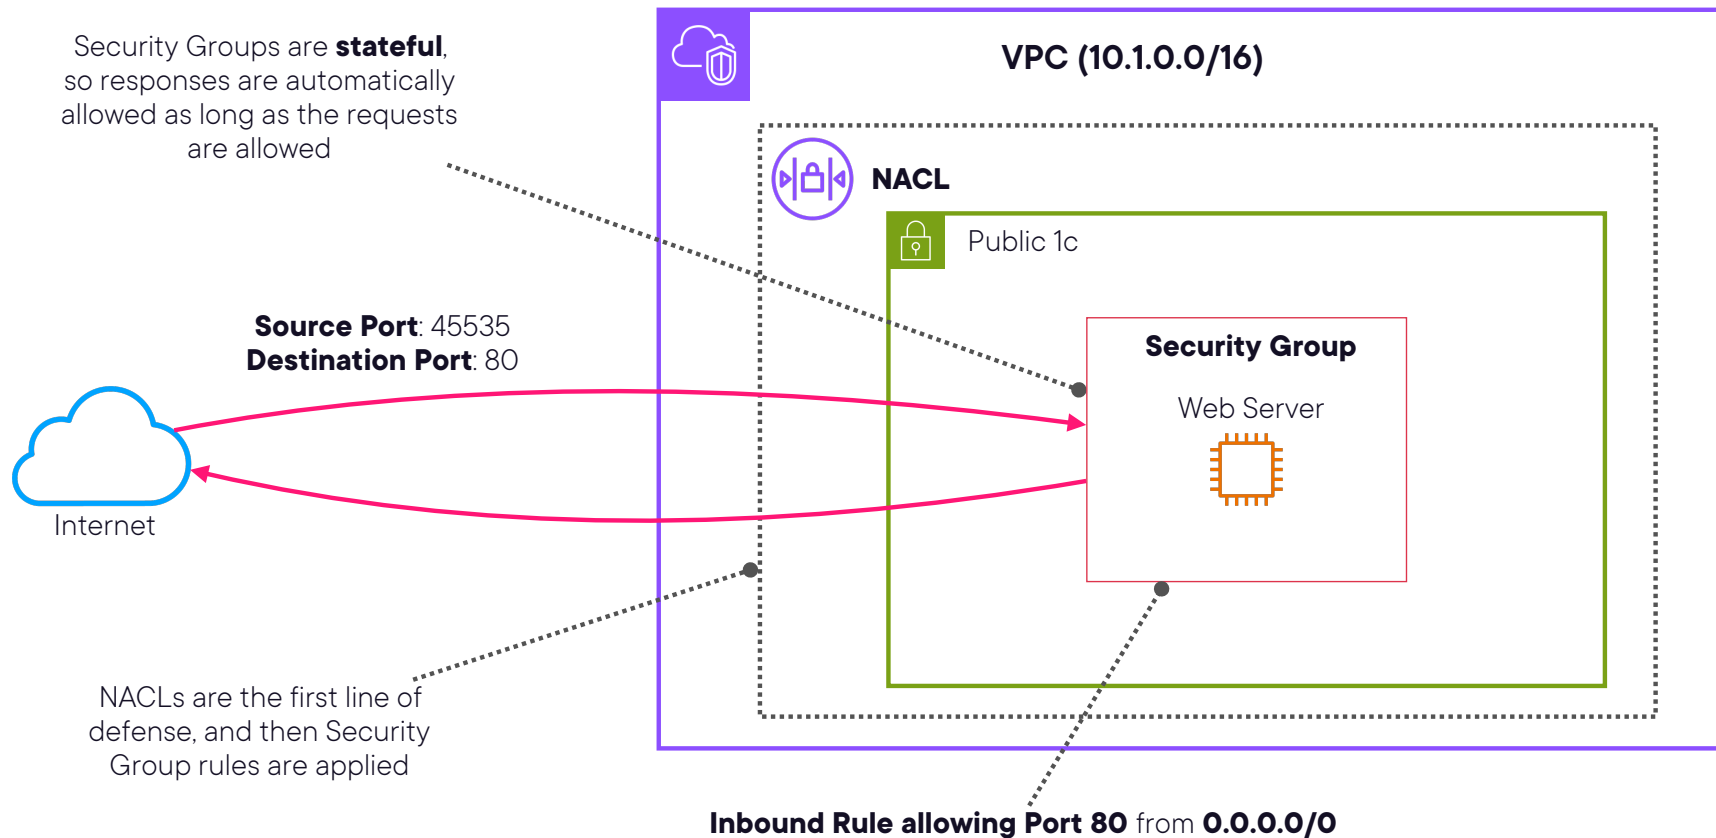 Security Groups are stateful,
so responses are automatically
allowed as long as the requests
are allowed
VPC (10.1.0.0/16)
NACL
Public 1c
Source Port: 45535
Destination Port: 80
Security Group
Web Server
Internet
NACLs are the first line of
defense, and then Security
Group rules are applied
Inbound Rule allowing Port 80 from 0.0.0.0/0